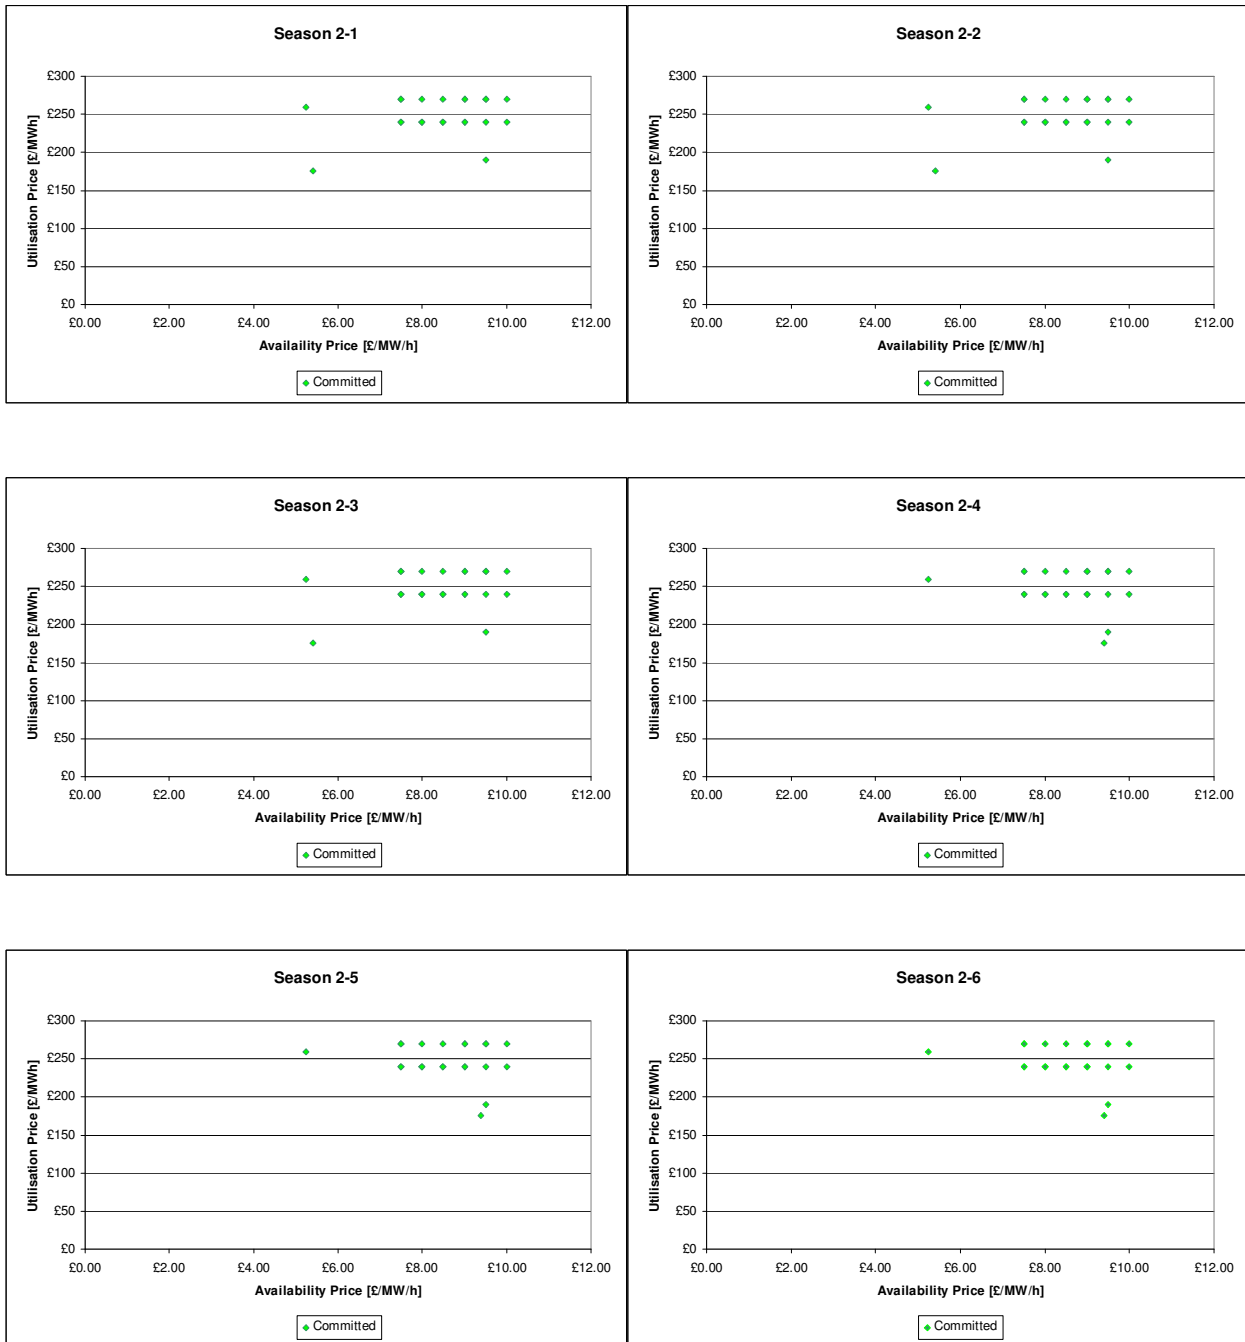 Season 2-1
Utilisation Price [£/MWh]
£300
£250
£200
£150
£100
£50
£0
£0.00 £2.00 £4.00 £6.00 £8.00 £10.00 £12.00
Availaility Price [£/MW/h]
Committed
Season 2-2
Utilisation Price [£/MWh]
£300
£250
£200
£150
£100
£50
£0
£0.00 £2.00 £4.00 £6.00 £8.00 £10.00 £12.00
Availability Price [£/MW/h]
Committed
Season 2-3
Utilisation Price [£/MWh]
£300
£250
£200
£150
£100
£50
£0
£0.00 £2.00 £4.00 £6.00 £8.00 £10.00 £12.00
Availability Price [£/MW/h]
Committed
Season 2-4
Utilisation Price [£/MWh]
£300
£250
£200
£150
£100
£50
£0
£0.00 £2.00 £4.00 £6.00 £8.00 £10.00 £12.00
Availability Price [£/MW/h]
Committed
Season 2-5
Utilisation Price [£/MWh]
£300
£250
£200
£150
£100
£50
£0
£0.00 £2.00 £4.00 £6.00 £8.00 £10.00 £12.00
Availability Price [£/MW/h]
Committed
Season 2-6
Utilisation Price [£/MWh]
£300
£250
£200
£150
£100
£50
£0
£0.00 £2.00 £4.00 £6.00 £8.00 £10.00 £12.00
Availability Price [£/MW/h]
Committed